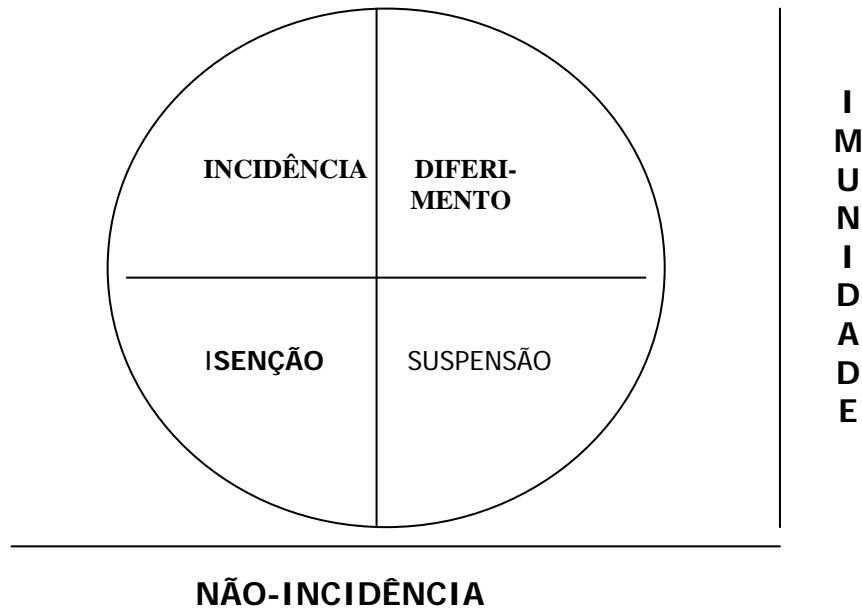 INCIDÊNCIA
DIFERI-
MENTO
ISENÇÃO
SUSPENSÃO
I
M
U
N
I
D
A
D
E
NÃO-INCIDÊNCIA